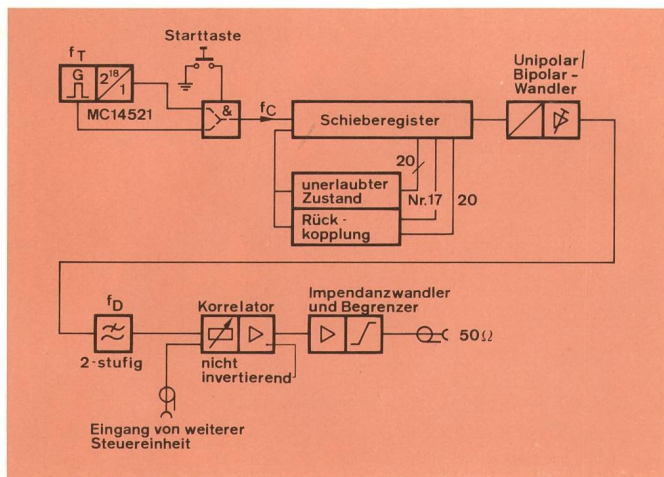 Starttaste
f_T
G
2^18
1
MC14521
&
f_C
Schieberegister
Unipolar/
Bipolar-
Wandler
20
unerlaubter
Zustand
Nr.17
20
Rück-
kopplung
f_D
2-stufig
Korrelator
nicht
invertierend
Impendanzwandler
und Begrenzer
50Ω
Eingang von weiterer
Steuereinheit